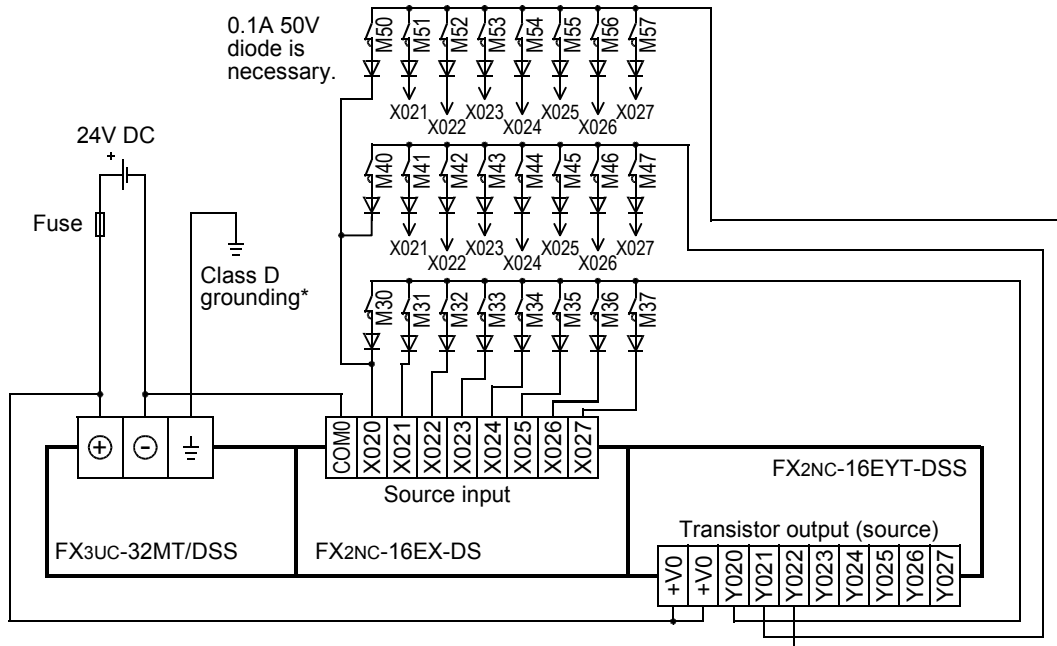 0.1A 50V
diode is
necessary.
M50 M51 M52 M53 M54 M55 M56 M57
X021 X023 X025 X027
X022 X024 X026
24V DC
+
M40 M41 M42 M43 M44 M45 M46 M47
Fuse
X021 X023 X025 X027
X022 X024 X026
Class D
grounding*
M30 M31 M32 M33 M34 M35 M36 M37
+ - COM0 X020 X021 X022 X023 X024 X025 X026 X027
Source input
FX2NC-16EYT-DSS
Transistor output (source)
FX3UC-32MT/DSS FX2NC-16EX-DS
+V0 +V0 Y020 Y021 Y022 Y023 Y024 Y025 Y026 Y027